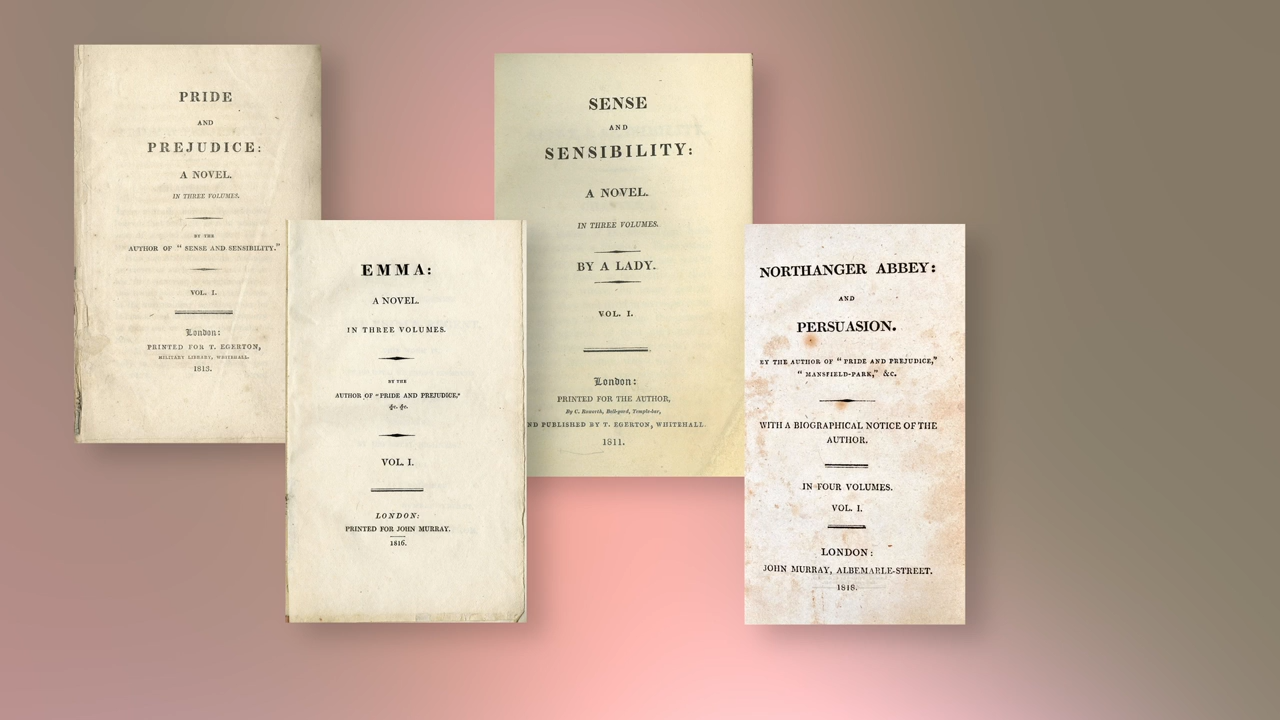 PRIDE
AND
PREJUDICE:
A NOVEL.
IN THREE VOLUMES.
BY THE
AUTHOR OF “ SENSE AND SENSIBILITY.”
VOL. I.
London:
PRINTED FOR T. EGERTON,
MILITARY LIBRARY, WHITEHALL.
1813.
EMMA:
A NOVEL.
IN THREE VOLUMES.
BY THE
AUTHOR OF “PRIDE AND PREJUDICE,”
&c. &c.
VOL. I.
LONDON:
PRINTED FOR JOHN MURRAY.
1816.
SENSE
AND
SENSIBILITY:
A NOVEL.
IN THREE VOLUMES.
BY A LADY.
VOL. I.
London:
PRINTED FOR THE AUTHOR,
By C. Roworth, Bell-yard, Temple-bar,
ND PUBLISHED BY T. EGERTON, WHITEHALL.
1811.
NORTHANGER ABBEY:
AND
PERSUASION.
BY THE AUTHOR OF “ PRIDE AND PREJUDICE,”
“ MANSFIELD-PARK,” &C.
WITH A BIOGRAPHICAL NOTICE OF THE
AUTHOR.
IN FOUR VOLUMES.
VOL. I.
LONDON:
JOHN MURRAY, ALBEMARLE-STREET.
1818.